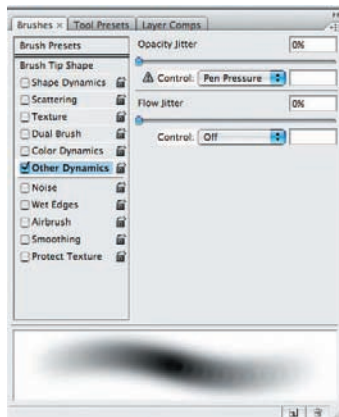 Brushes × Tool Presets Layer Comps
Brush Presets
Brush Tip Shape
Shape Dynamics
Scattering
Texture
Dual Brush
Color Dynamics
Other Dynamics
Noise
Wet Edges
Airbrush
Smoothing
Protect Texture
Opacity Jitter 0%
Control: Pen Pressure
Flow Jitter 0%
Control: Off